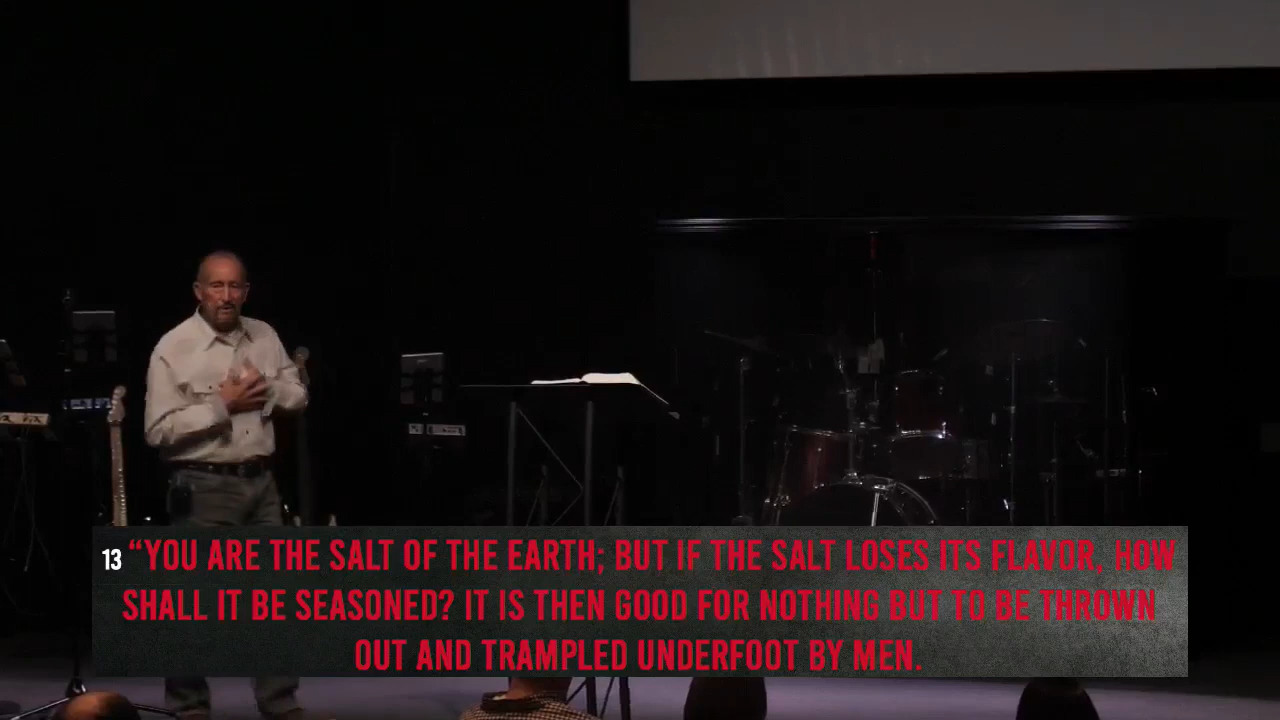 13 “YOU ARE THE SALT OF THE EARTH; BUT IF THE SALT LOSES ITS FLAVOR, HOW
SHALL IT BE SEASONED? IT IS THEN GOOD FOR NOTHING BUT TO BE THROWN
OUT AND TRAMPLED UNDERFOOT BY MEN.